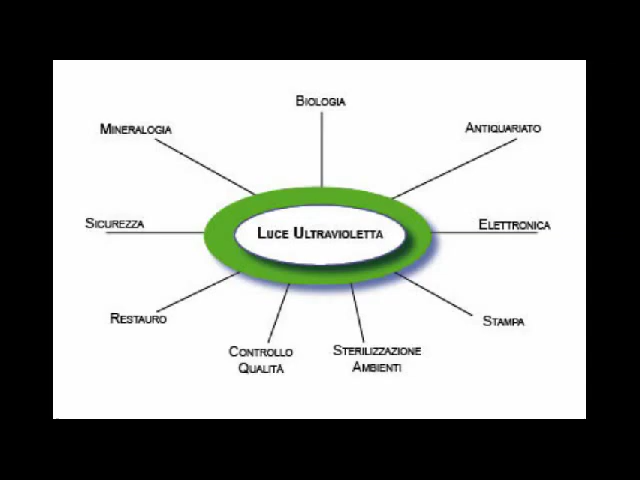 Biologia
Mineralogia
Antiquariato
Sicurezza
Luce Ultravioletta
Elettronica
Restauro
Stampa
Controllo
Qualità
Sterilizzazione
Ambienti